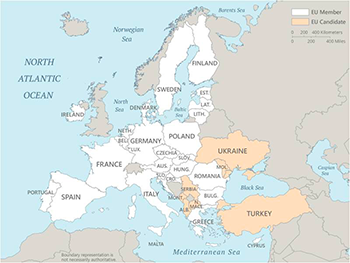 Barents Sea
EU Member
EU Candidate
0 200 400 Kilometers
0 200 400 Miles
Norwegian
Sea
NORTH
ATLANTIC
OCEAN
FINLAND
SWEDEN
EST.
North
Sea
Baltic
Sea
LAT.
LITH.
DENMARK
IRELAND
NETH.
BEL.
LUX.
GERMANY
POLAND
UKRAINE
CZECHIA
SLOV.
FRANCE
AUS.
HUNG.
MOL.
SLO.
CRO.
ROMANIA
Caspian
Sea
ITALY
SERBIA
MONT.
BULG.
Black Sea
PORTUGAL
SPAIN
ALB.
MACE.
GREECE
TURKEY
MALTA
Mediterranean Sea
CYPRUS
Boundary representation is
not necessarily authoritative.